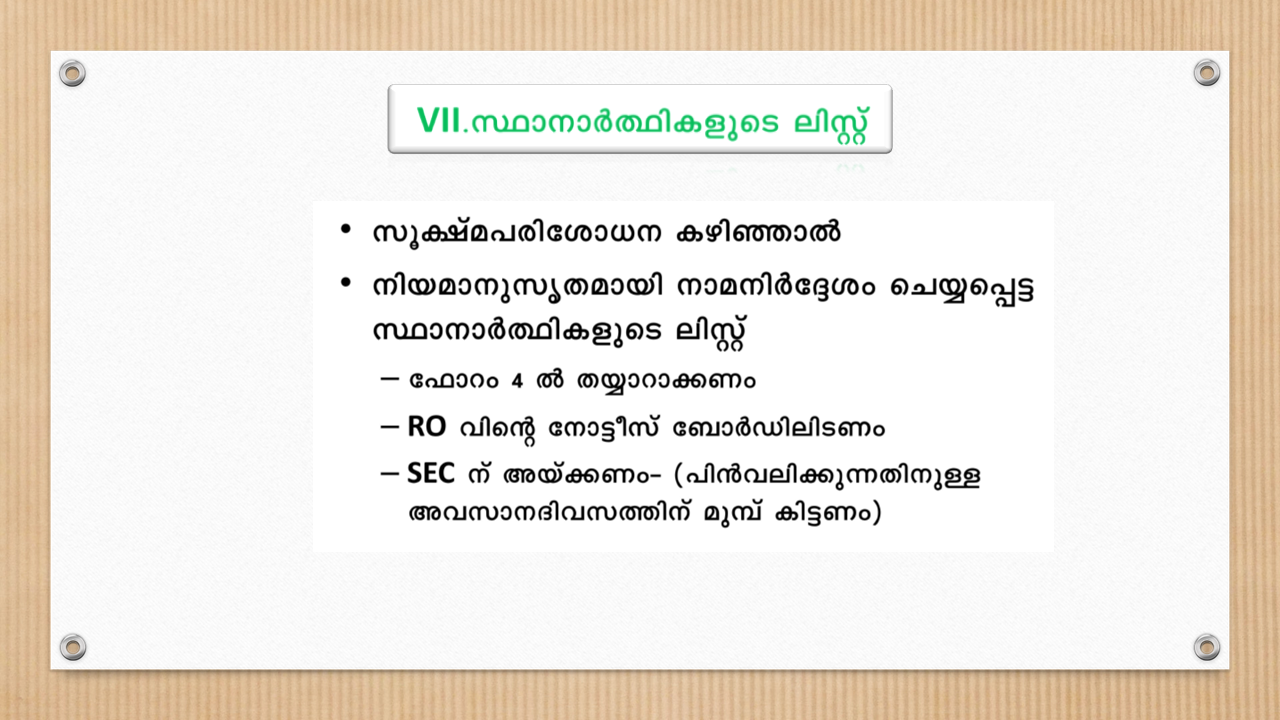 VII.സ്ഥാനാർത്ഥികളുടെ ലിസ്റ്റ്
• സൂക്ഷ്മപരിശോധന കഴിഞ്ഞാൽ
• നിയമാനുസൃതമായി നാമനിർദ്ദേശം ചെയ്യപ്പെട്ട
സ്ഥാനാർത്ഥികളുടെ ലിസ്റ്റ്
– ഫോറം 4 ൽ തയ്യാറാക്കണം
– RO വിന്റെ നോട്ടീസ് ബോർഡിലിടണം
– SEC ന് അയ്ക്കണം– (പിൻവലിക്കുന്നതിനുള്ള
അവസാനദിവസത്തിന് മുമ്പ് കിട്ടണം)